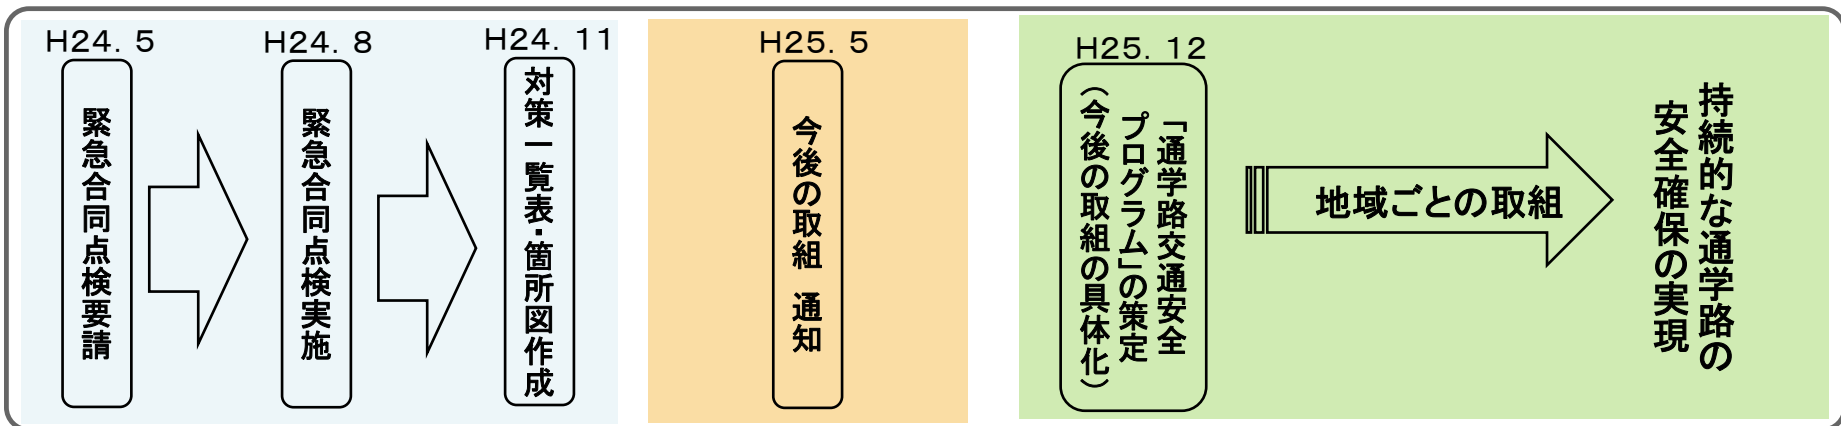 H24. 5
緊急合同点検要請
H24. 8
緊急合同点検実施
H24. 11
対策一覧表・箇所図作成
H25. 5
今後の取組 通知
H25. 12
「通学路交通安全
プログラム」の策定
（今後の取組の具体化）
地域ごとの取組
持続的な通学路の
安全確保の実現